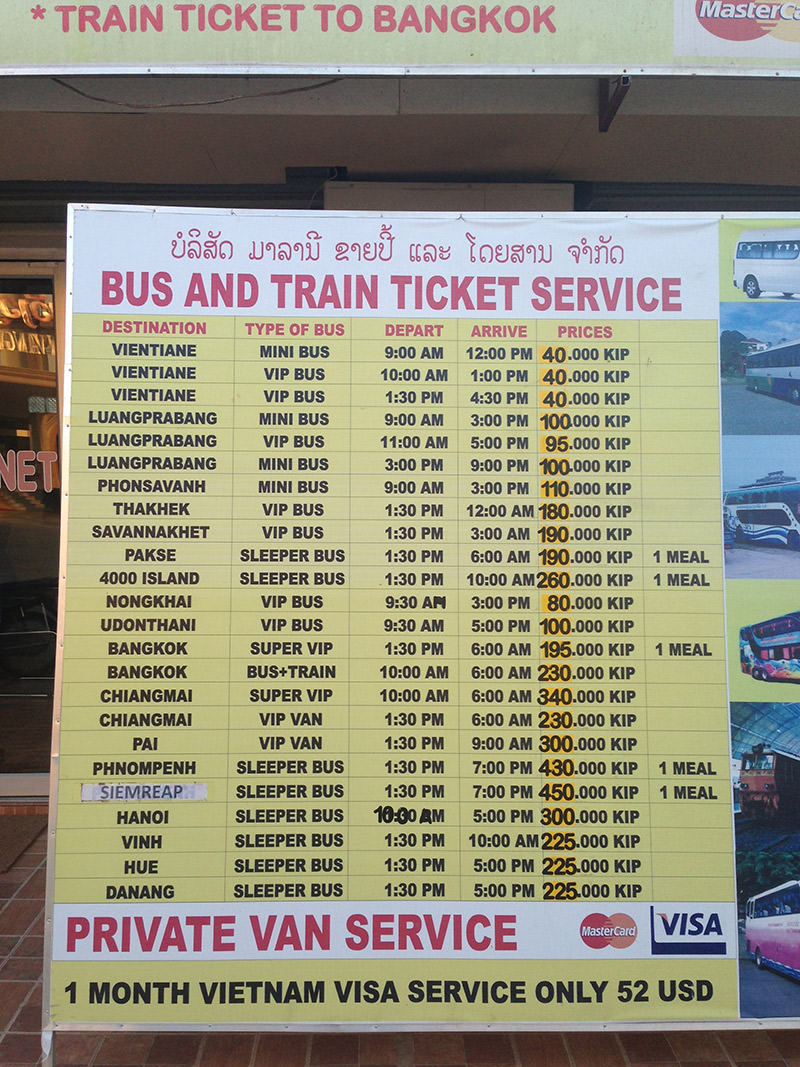 * TRAIN TICKET TO BANGKOK
MasterCa
ບໍລິສັດ ມາລານີ ຂາຍປີ້ ແລະ ໂດຍສານ ຈຳກັດ
BUS AND TRAIN TICKET SERVICE
DESTINATION TYPE OF BUS DEPART ARRIVE PRICES
VIENTIANE MINI BUS 9:00 AM 12:00 PM 40.000 KIP
VIENTIANE VIP BUS 10:00 AM 1:00 PM 40.000 KIP
VIENTIANE VIP BUS 1:30 PM 4:30 PM 40.000 KIP
LUANGPRABANG MINI BUS 9:00 AM 3:00 PM 100.000 KIP
LUANGPRABANG VIP BUS 11:00 AM 5:00 PM 95.000 KIP
LUANGPRABANG MINI BUS 3:00 PM 9:00 PM 100.000 KIP
PHONSAVANH MINI BUS 9:00 AM 3:00 PM 110.000 KIP
THAKHEK VIP BUS 1:30 PM 12:00 AM 180.000 KIP
SAVANNAKHET VIP BUS 1:30 PM 3:00 AM 190.000 KIP
PAKSE SLEEPER BUS 1:30 PM 6:00 AM 190.000 KIP 1 MEAL
4000 ISLAND SLEEPER BUS 1:30 PM 10:00 AM 260.000 KIP 1 MEAL
NONGKHAI VIP BUS 9:30 AM 3:00 PM 80.000 KIP
UDONTHANI VIP BUS 9:30 AM 5:00 PM 100.000 KIP
BANGKOK SUPER VIP 1:30 PM 6:00 AM 195.000 KIP 1 MEAL
BANGKOK BUS+TRAIN 10:00 AM 6:00 AM 230.000 KIP
CHIANGMAI SUPER VIP 10:00 AM 6:00 AM 340.000 KIP
CHIANGMAI VIP VAN 1:30 PM 6:00 AM 230.000 KIP
PAI VIP VAN 1:30 PM 9:00 AM 300.000 KIP
PHNOMPENH SLEEPER BUS 1:30 PM 7:00 PM 430.000 KIP 1 MEAL
SIEMREAP SLEEPER BUS 1:30 PM 7:00 PM 450.000 KIP 1 MEAL
HANOI SLEEPER BUS 10:00 AM 5:00 PM 300.000 KIP
VINH SLEEPER BUS 1:30 PM 10:00 AM 225.000 KIP
HUE SLEEPER BUS 1:30 PM 5:00 PM 225.000 KIP
DANANG SLEEPER BUS 1:30 PM 5:00 PM 225.000 KIP
PRIVATE VAN SERVICE MasterCard VISA
1 MONTH VIETNAM VISA SERVICE ONLY 52 USD
NET